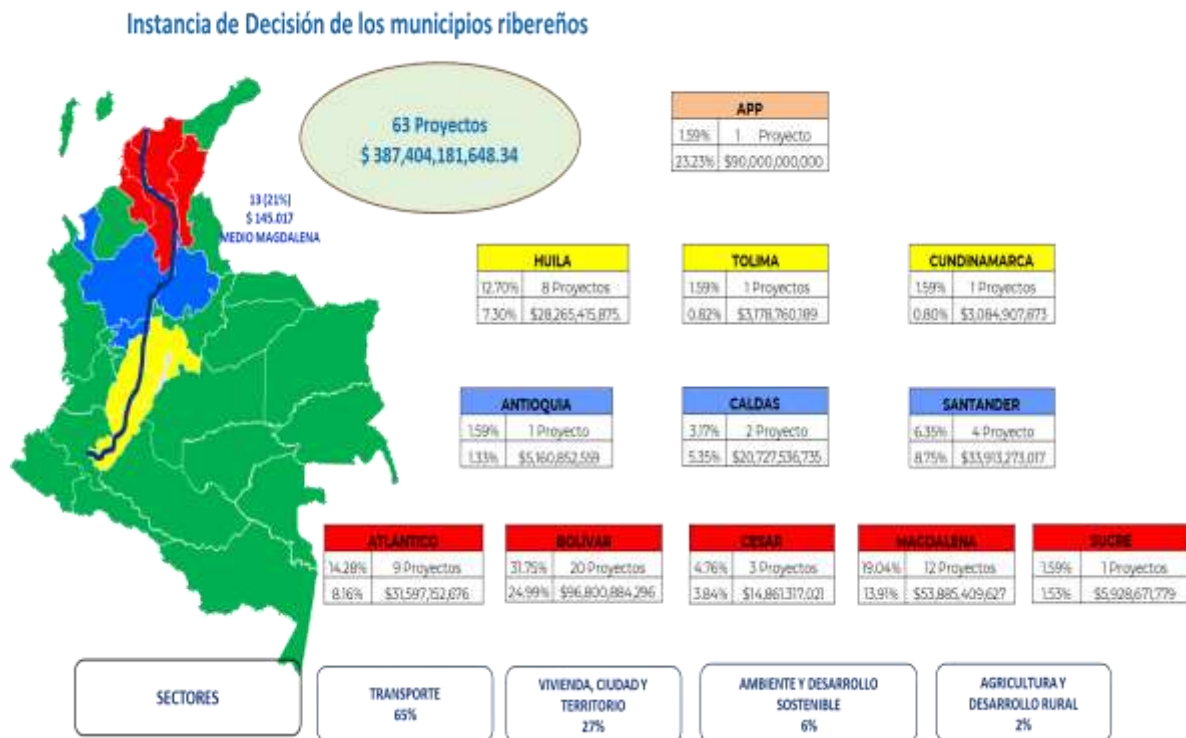 Instancia de Decisión de los municipios ribereños
63 Proyectos
$ 387,404,181,648.34
APP
1.59% 1 Proyecto
23.23% $90,000,000,000
13 (21%)
$ 145.017
MEDIO MAGDALENA
HUILA
12.70% 8 Proyectos
7.30% $28,265,415,875.
TOLIMA
1.59% 1 Proyectos
0.82% $3,178,760,189
CUNDINAMARCA
1.59% 1 Proyectos
0.80% $3,084,907,873
ANTIOQUIA
1.59% 1 Proyecto
1.33% $5,160,852,559
CALDAS
3.17% 2 Proyecto
5.35% $20,727,536,735
SANTANDER
6.35% 4 Proyecto
8.75% $33,913,273,017
ATLANTICO
14.28% 9 Proyectos
8.16% $31,597,152,676
BOLIVAR
31.75% 20 Proyectos
24.99% $96,800,884,296
CESAR
4.76% 3 Proyectos
3.84% $14,861,317,021
MAGDALENA
19.04% 12 Proyectos
13.91% $53,885,409,627
SUCRE
1.59% 1 Proyectos
1.53% $5,928,671,779
SECTORES
TRANSPORTE
65%
VIVIENDA, CIUDAD Y
TERRITORIO
27%
AMBIENTE Y DESARROLLO
SOSTENIBLE
6%
AGRICULTURA Y
DESARROLLO RURAL
2%